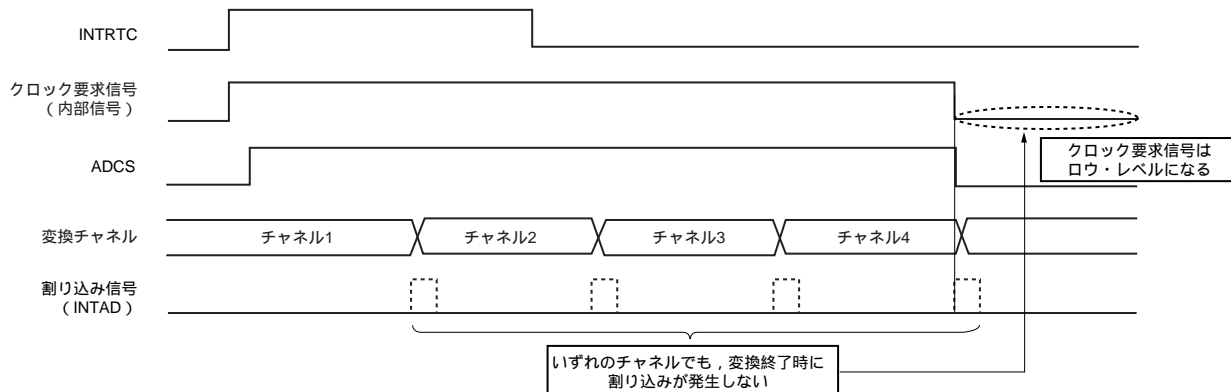 INTRTC
クロック要求信号
（内部信号）
ADCS
クロック要求信号は
ロウ・レベルになる
変換チャネル
チャネル1
チャネル2
チャネル3
チャネル4
割り込み信号
（INTAD）
いずれのチャネルでも，変換終了時に
割り込みが発生しない